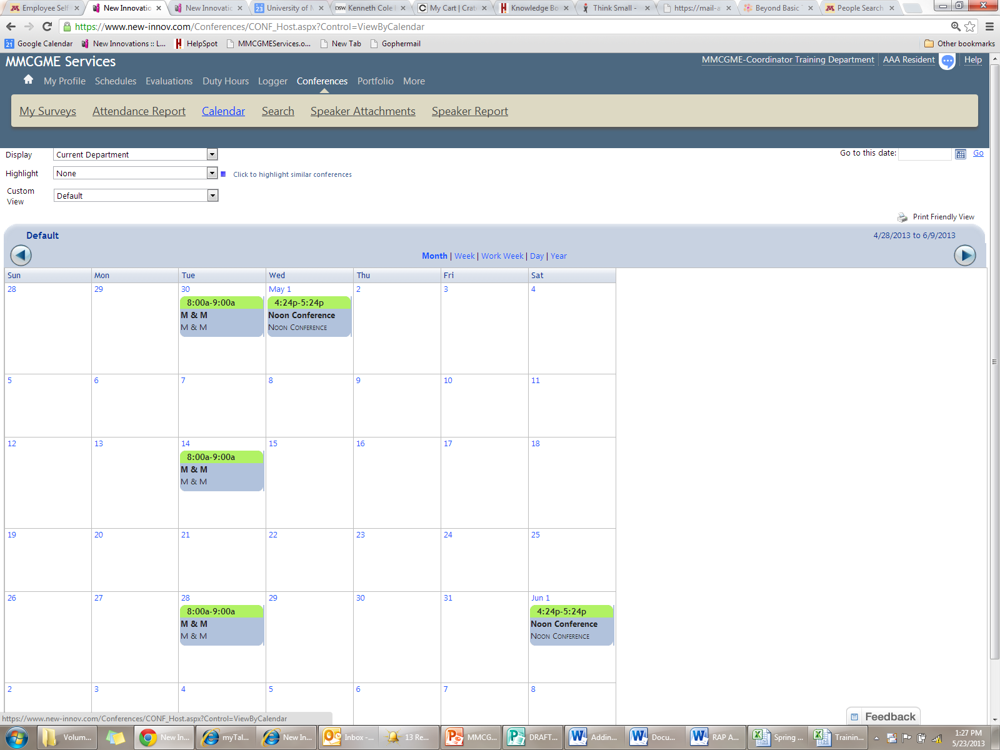 Employee Self
New Innovatio
New Innovatio
University of M
DSW Kenneth Cole
My Cart | Crat
Knowledge Bo
Think Small -
https://mail-a
Beyond Basic
People Search
https://www.new-innov.com/Conferences/CONF_Host.aspx?Control=ViewByCalendar
21 Google Calendar New Innovations :: L... HelpSpot MMCGMEServices.o... New Tab Gophermail Other bookmarks
MMCGME Services
MMCGME-Coordinator Training Department AAA Resident Help
My Profile Schedules Evaluations Duty Hours Logger Conferences Portfolio More
My Surveys Attendance Report Calendar Search Speaker Attachments Speaker Report
Display Current Department Go to this date: Go
Highlight None Click to highlight similar conferences
Custom View Default
Print Friendly View
Default 4/28/2013 to 6/9/2013
Month | Week | Work Week | Day | Year
Sun Mon Tue Wed Thu Fri Sat
28 29 30 May 1 2 3 4
8:00a-9:00a 4:24p-5:24p
M & M Noon Conference
M & M Noon Conference
5 6 7 8 9 10 11
12 13 14 15 16 17 18
8:00a-9:00a
M & M
M & M
19 20 21 22 23 24 25
26 27 28 29 30 31 Jun 1
8:00a-9:00a 4:24p-5:24p
M & M Noon Conference
M & M Noon Conference
2 3 4 5 6 7 8
https://www.new-innov.com/Conferences/CONF_Host.aspx?Control=ViewByCalendar
Feedback
Volum... New In... myTal... New In... Inbox -... 13 Re... MMCG... DRAFT... Addin... Docu... RAP A... Spring ... Trainin... 1:27 PM
5/23/2013